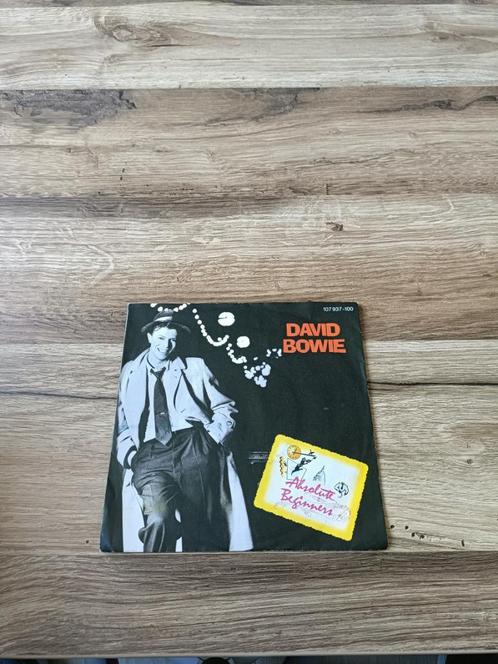 107 937-100
DAVID
BOWIE
Absolute
Beginners